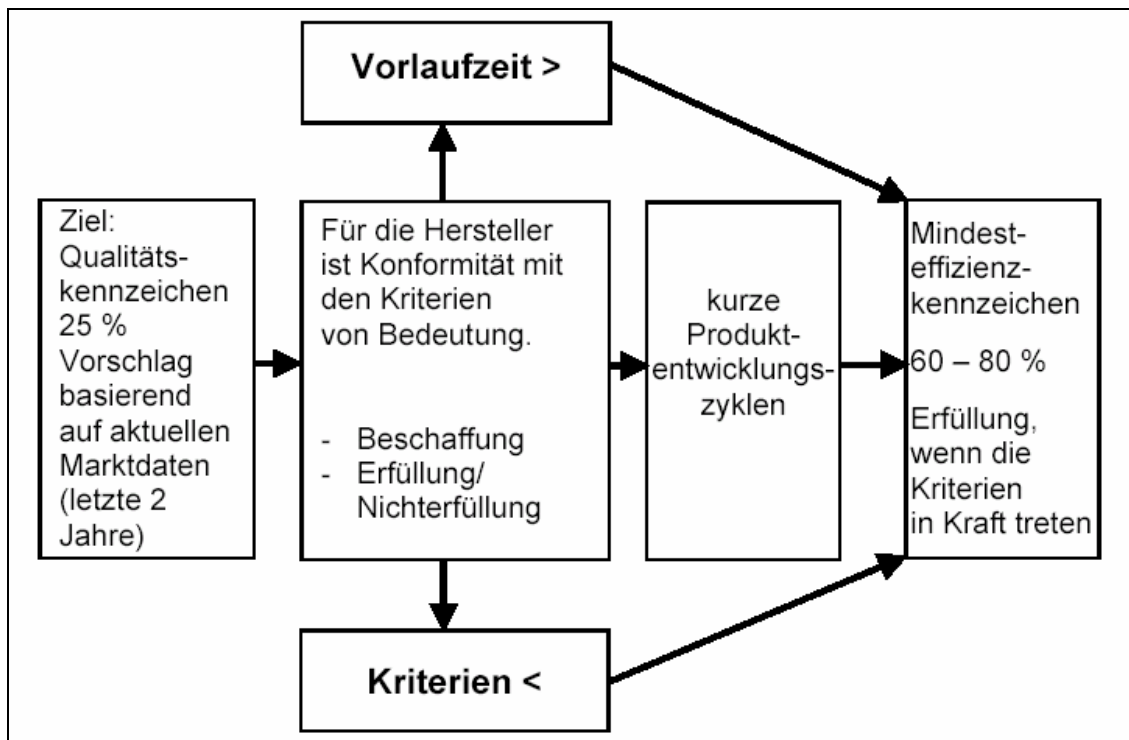 Vorlaufzeit >
Ziel:
Qualitäts-
kennzeichen
25 %
Vorschlag
basierend
auf aktuellen
Marktdaten
(letzte 2
Jahre)
Für die Hersteller
ist Konformität mit
den Kriterien
von Bedeutung.
- Beschaffung
- Erfüllung/
Nichterfüllung
kurze
Produkt-
entwicklungs-
zyklen
Mindest-
effizienz-
kennzeichen
60 – 80 %
Erfüllung,
wenn die
Kriterien
in Kraft treten
Kriterien <